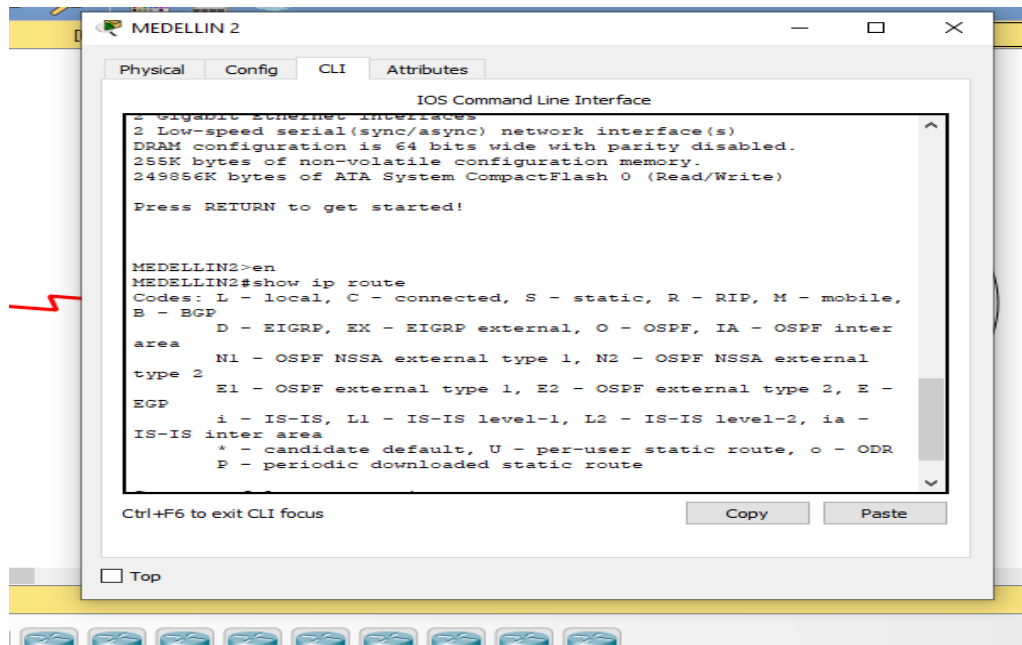 MEDELLIN 2
Physical Config CLI Attributes
IOS Command Line Interface
2 Gigabit Ethernet interfaces
2 Low-speed serial(sync/async) network interface(s)
DRAM configuration is 64 bits wide with parity disabled.
255K bytes of non-volatile configuration memory.
249856K bytes of ATA System CompactFlash 0 (Read/Write)
Press RETURN to get started!
MEDELLIN2>en
MEDELLIN2#show ip route
Codes: L - local, C - connected, S - static, R - RIP, M - mobile,
B - BGP
D - EIGRP, EX - EIGRP external, O - OSPF, IA - OSPF inter
area
N1 - OSPF NSSA external type 1, N2 - OSPF NSSA external
type 2
E1 - OSPF external type 1, E2 - OSPF external type 2, E -
EGP
i - IS-IS, L1 - IS-IS level-1, L2 - IS-IS level-2, ia -
IS-IS inter area
* - candidate default, U - per-user static route, o - ODR
P - periodic downloaded static route
Ctrl+F6 to exit CLI focus
Copy Paste
Top